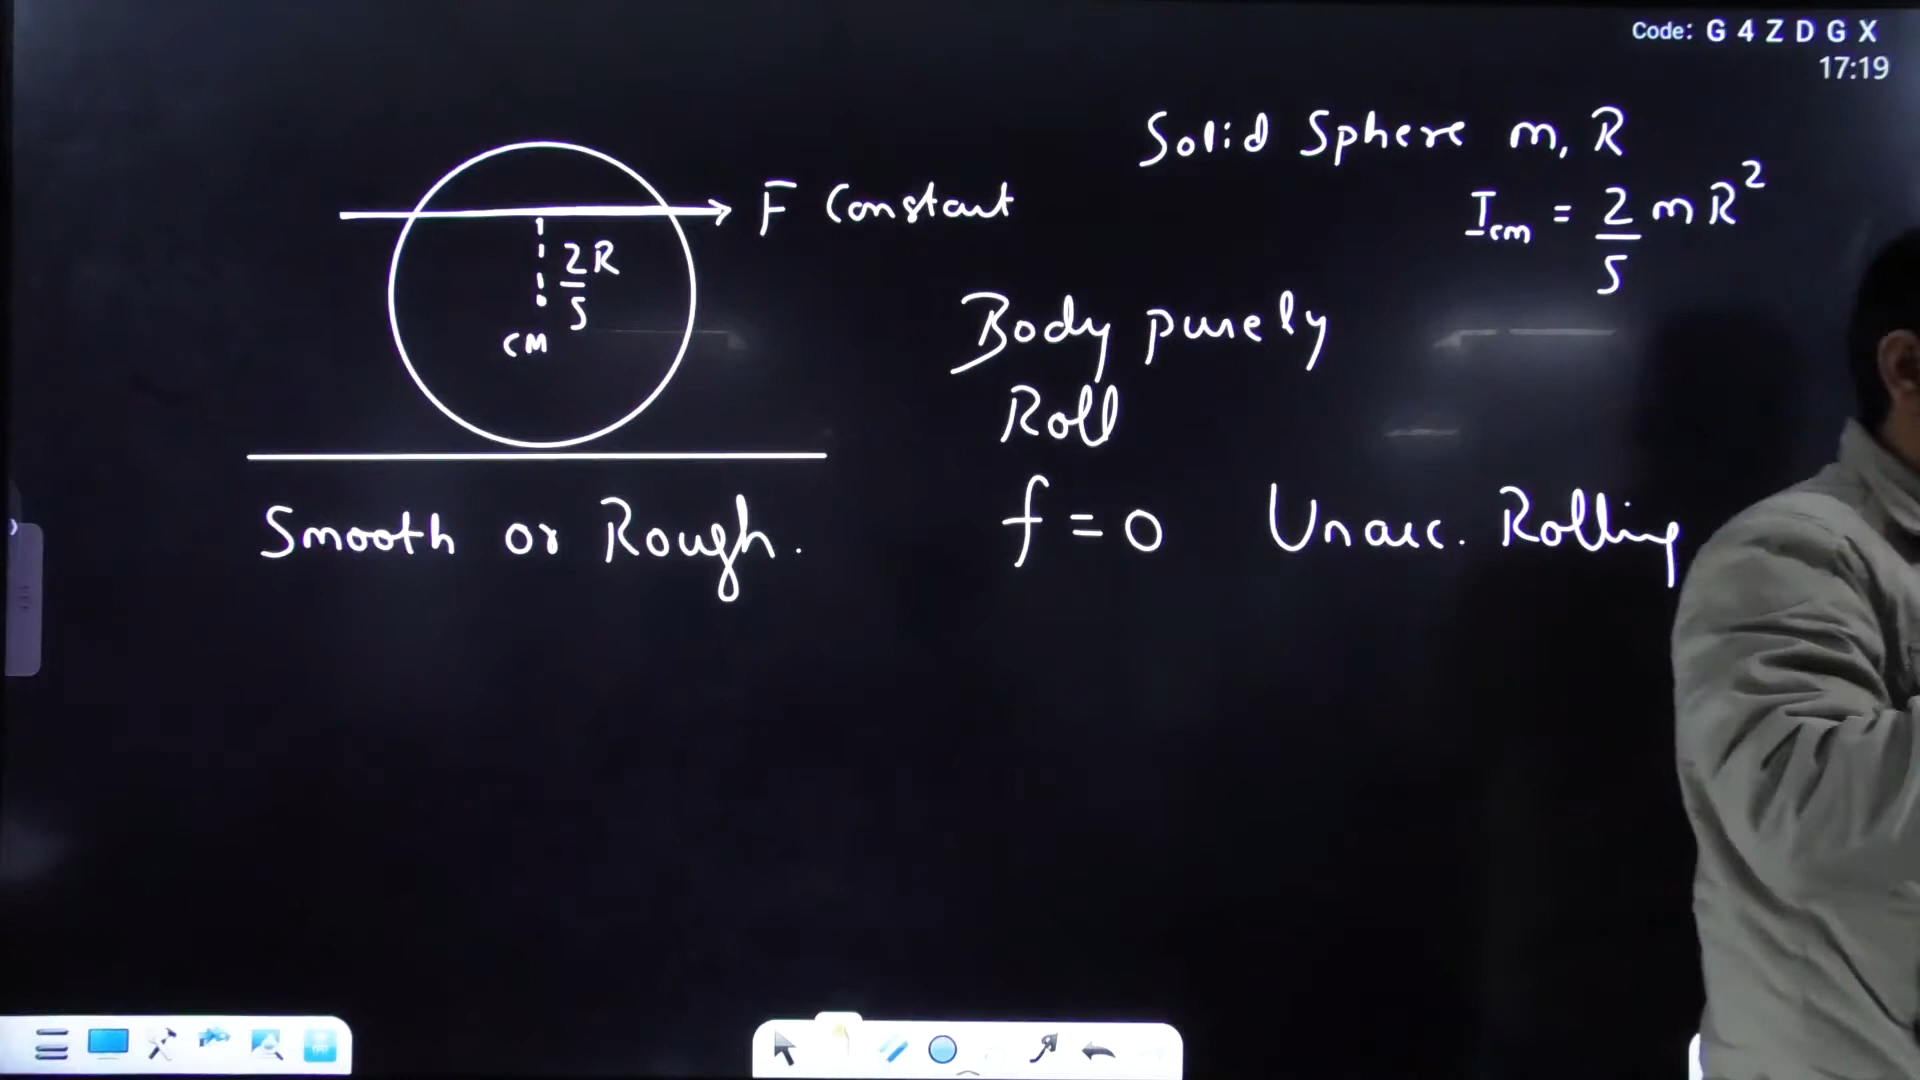 Code: G 4 Z D G X
17:19
Solid Sphere m, R
I_cm = 2/5 mR²
F Constant
2R/5
CM
Body purely
Roll
Smooth or Rough.
f = 0 Unacc. Rolling